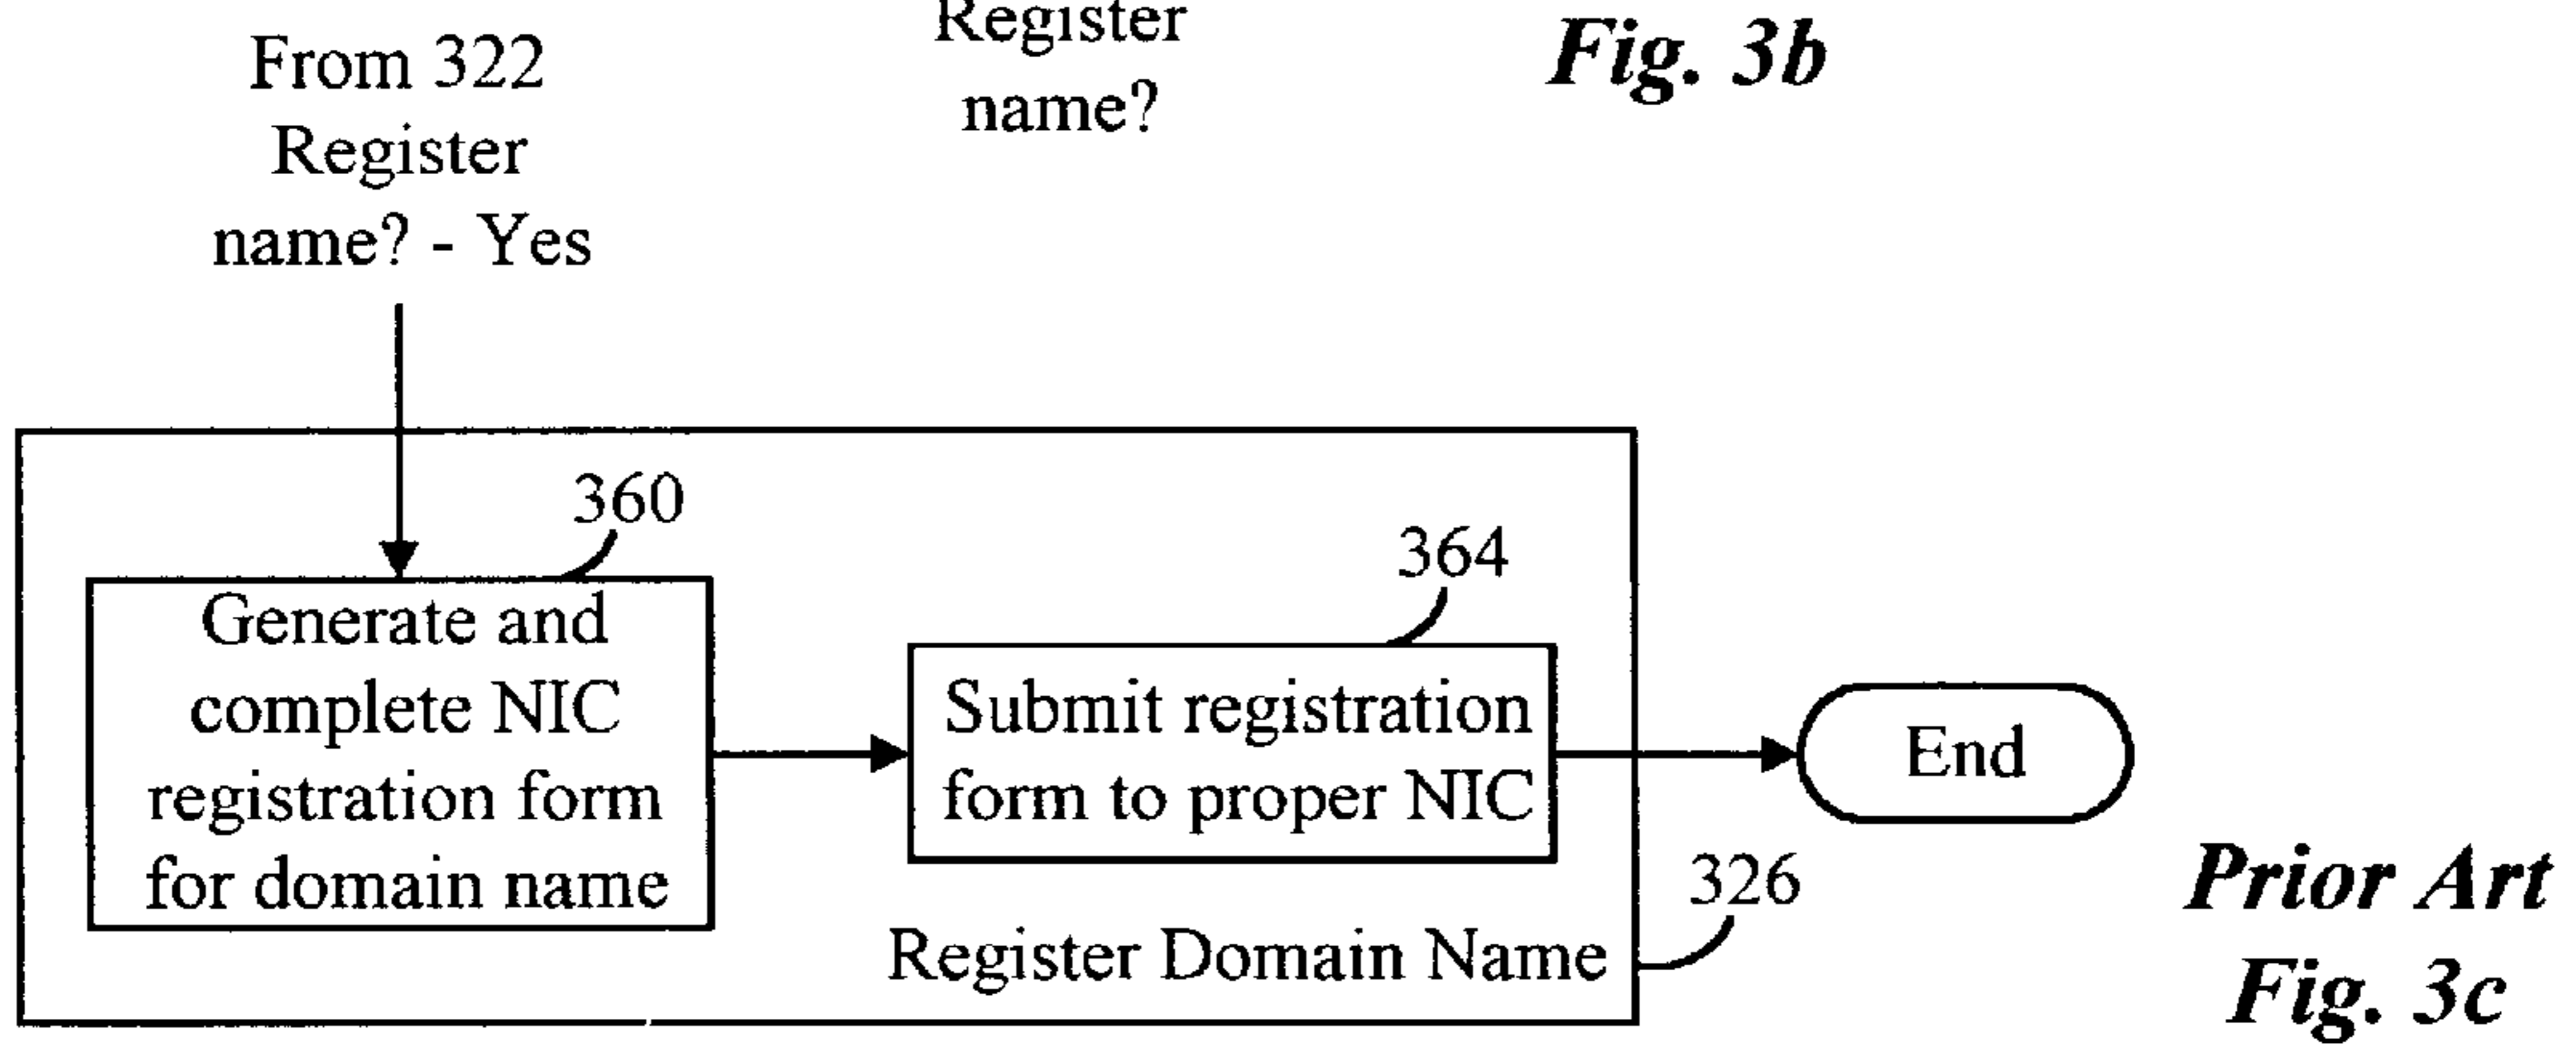 Register
name?
Fig. 3b
From 322
Register
name? - Yes
360
Generate and
complete NIC
registration form
for domain name
364
Submit registration
form to proper NIC
End
326
Register Domain Name
Prior Art
Fig. 3c